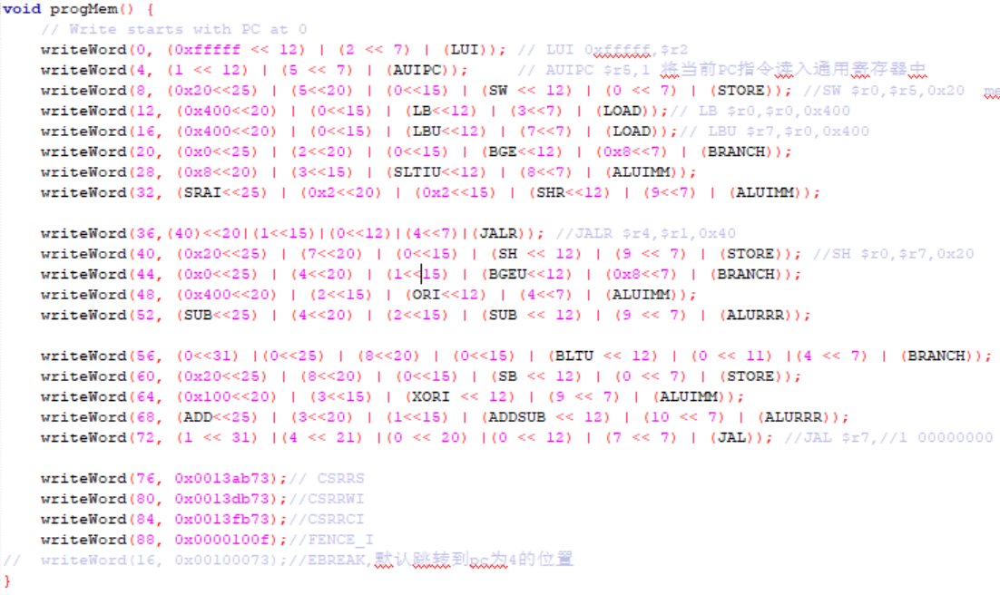 void progMem() {
// Write starts with PC at 0
writeWord(0, (0xfffff << 12) | (2 << 7) | (LUI)); // LUI 0xfffff,$r2
writeWord(4, (1 << 12) | (5 << 7) | (AUIPC)); // AUIPC $r5,1 将当前PC指令读入通用寄存器中
writeWord(8, (0x20<<25) | (5<<20) | (0<<15) | (SW << 12) | (0 << 7) | (STORE)); //SW $r0,$r5,0x20 me
writeWord(12, (0x400<<20) | (0<<15) | (LB<<12) | (3<<7) | (LOAD));// LB $r0,$r0,0x400
writeWord(16, (0x400<<20) | (0<<15) | (LBU<<12) | (7<<7) | (LOAD));// LBU $r7,$r0,0x400
writeWord(20, (0x0<<25) | (2<<20) | (0<<15) | (BGE<<12) | (0x8<<7) | (BRANCH));
writeWord(28, (0x8<<20) | (3<<15) | (SLTIU<<12) | (8<<7) | (ALUIMM));
writeWord(32, (SRAI<<25) | (0x2<<20) | (0x2<<15) | (SHR<<12) | (9<<7) | (ALUIMM));
writeWord(36,(40)<<20|(1<<15)|(0<<12)|(4<<7)|(JALR)); //JALR $r4,$r1,0x40
writeWord(40, (0x20<<25) | (7<<20) | (0<<15) | (SH << 12) | (9 << 7) | (STORE)); //SH $r0,$r7,0x20
writeWord(44, (0x0<<25) | (4<<20) | (1<<15) | (BGEU<<12) | (0x8<<7) | (BRANCH));
writeWord(48, (0x400<<20) | (2<<15) | (ORI<<12) | (4<<7) | (ALUIMM));
writeWord(52, (SUB<<25) | (4<<20) | (2<<15) | (SUB << 12) | (9 << 7) | (ALURRR));
writeWord(56, (0<<31) |(0<<25) | (8<<20) | (0<<15) | (BLTU << 12) | (0 << 11) |(4 << 7) | (BRANCH));
writeWord(60, (0x20<<25) | (8<<20) | (0<<15) | (SB << 12) | (0 << 7) | (STORE));
writeWord(64, (0x100<<20) | (3<<15) | (XORI << 12) | (9 << 7) | (ALUIMM));
writeWord(68, (ADD<<25) | (3<<20) | (1<<15) | (ADDSUB << 12) | (10 << 7) | (ALURRR));
writeWord(72, (1 << 31) |(4 << 21) |(0 << 20) |(0 << 12) | (7 << 7) | (JAL)); //JAL $r7,//1 00000000
writeWord(76, 0x0013ab73);// CSRRS
writeWord(80, 0x0013db73);//CSRRWI
writeWord(84, 0x0013fb73);//CSRRCI
writeWord(88, 0x0000100f);//FENCE_I
// writeWord(16, 0x00100073);//EBREAK,默认跳转到pc为4的位置
}